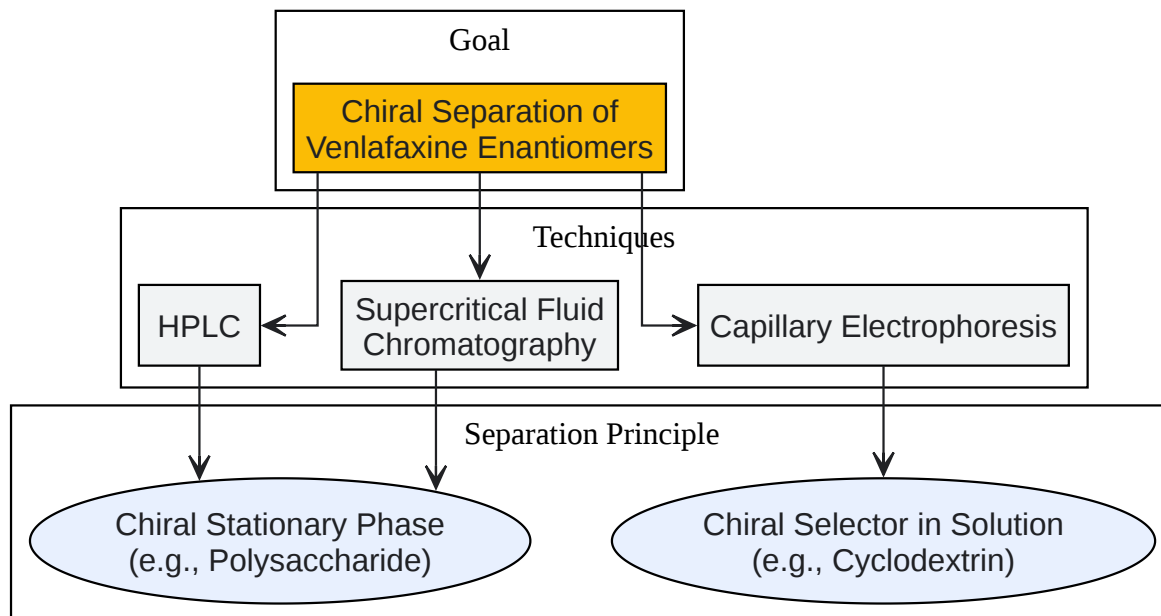 Goal
Chiral Separation of
Venlafaxine Enantiomers
Techniques
HPLC
Supercritical Fluid
Chromatography
Capillary Electrophoresis
Separation Principle
Chiral Stationary Phase
(e.g., Polysaccharide)
Chiral Selector in Solution
(e.g., Cyclodextrin)